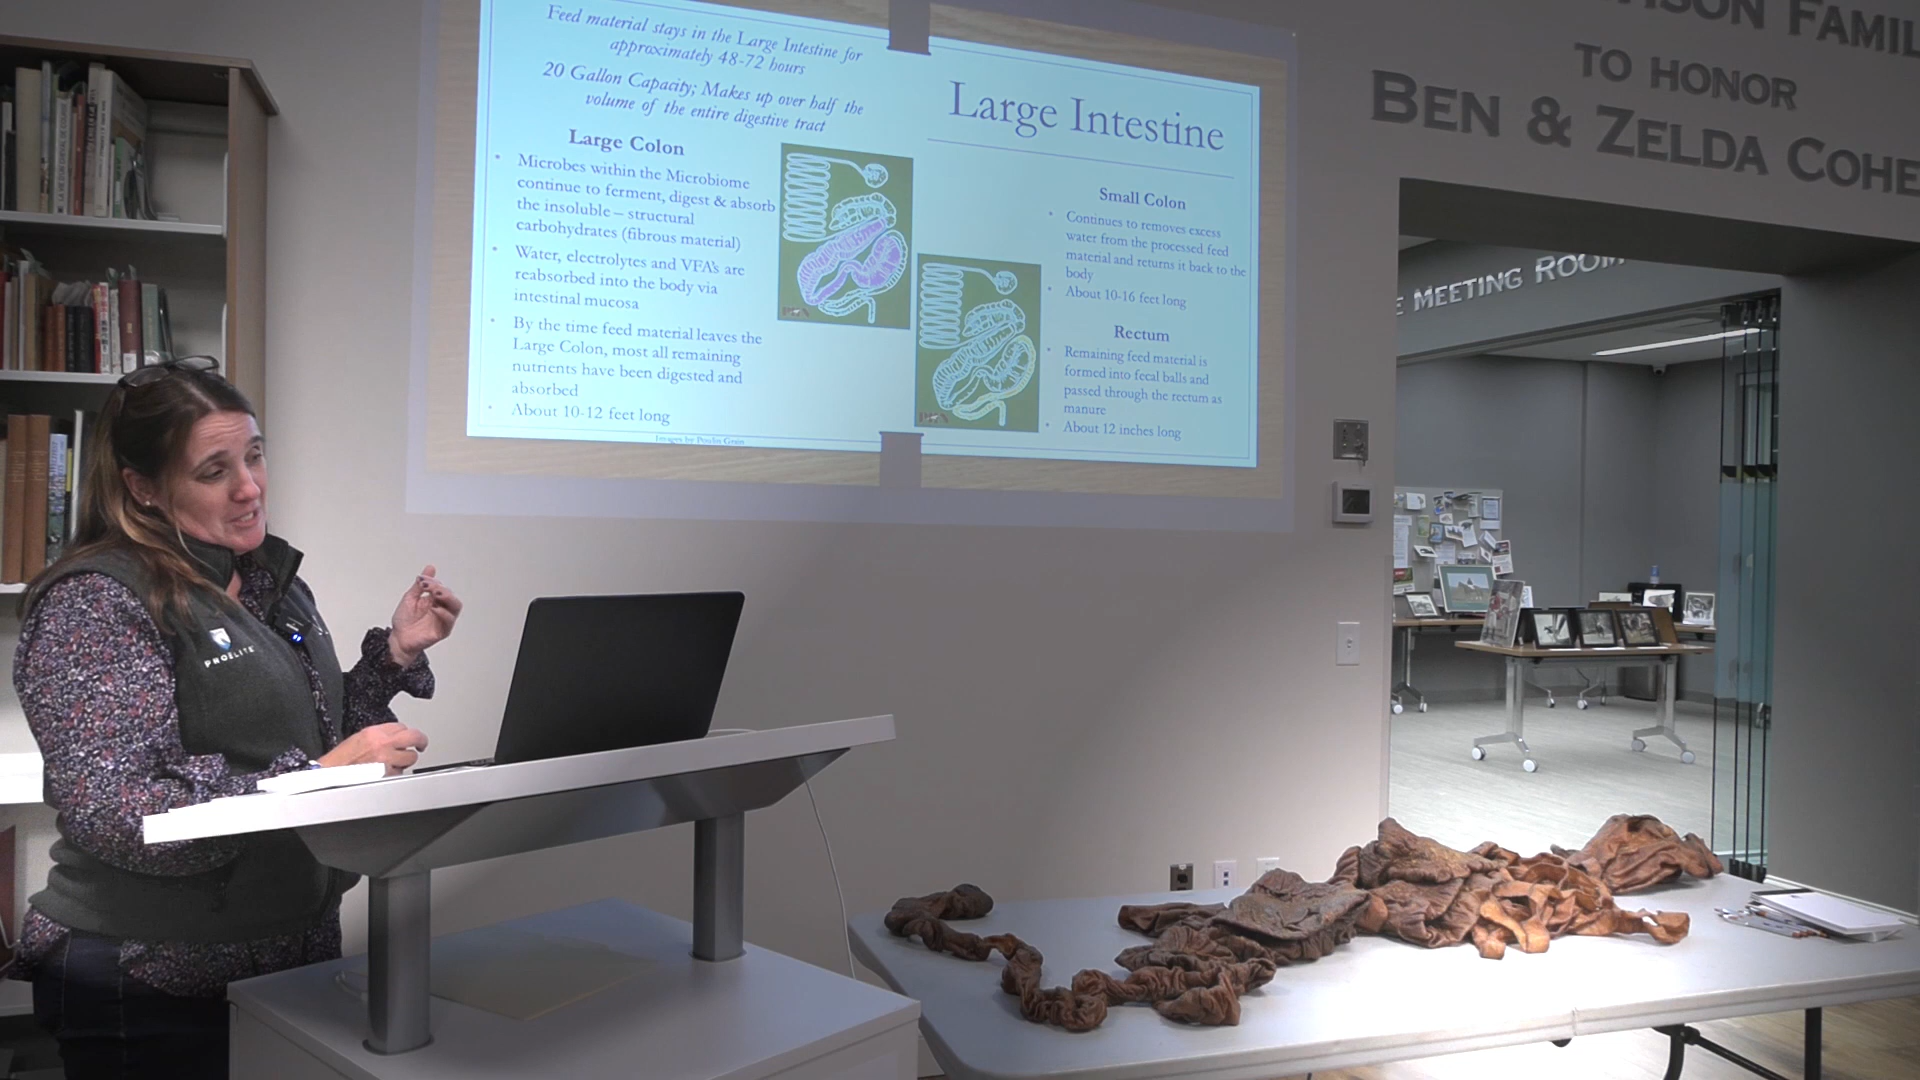 Feed material stays in the Large Intestine for
approximately 48-72 hours
20 Gallon Capacity; Makes up over half the
volume of the entire digestive tract
Large Colon
• Microbes within the Microbiome
continue to ferment, digest & absorb
the insoluble – structural
carbohydrates (fibrous material)
• Water, electrolytes and VFA's are
reabsorbed into the body via
intestinal mucosa
• By the time feed material leaves the
Large Colon, most all remaining
nutrients have been digested and
absorbed
• About 10-12 feet long
Images by Poulin Grain
Large Intestine
Small Colon
• Continues to removes excess
water from the processed feed
material and returns it back to the
body
• About 10-16 feet long
Rectum
• Remaining feed material is
formed into fecal balls and
passed through the rectum as
manure
• About 12 inches long
FAMIL
TO HONOR
BEN & ZELDA COHE
MEETING ROOM
PROELITE